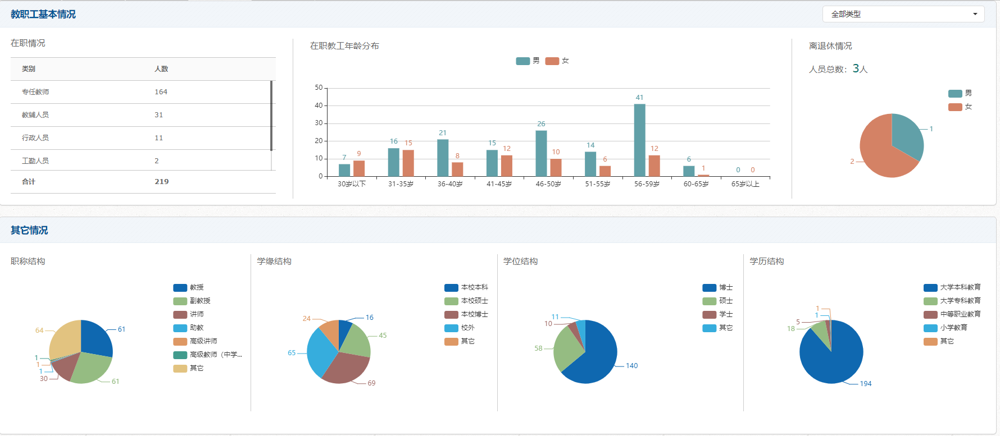 教职工基本情况
全部类型
在职情况
类别 人数
专任教师 164
教辅人员 31
行政人员 11
工勤人员 2
合计 219
在职教工年龄分布
男 女
50
40
30
20
10
0
7 9
16 15
21 8
15 12
26 10
14 6
41 12
6 1
0 0
30岁以下 31-35岁 36-40岁 41-45岁 46-50岁 51-55岁 56-59岁 60-65岁 65岁以上
离退休情况
人员总数：3人
男
女
1
2
其它情况
职称结构
教授
副教授
讲师
助教
高级讲师
高级教师（中学...
其它
61
61
30
1
1
1
64
学缘结构
本校本科
本校硕士
本校博士
校外
其它
16
45
69
65
24
学位结构
博士
硕士
学士
其它
140
58
10
11
学历结构
大学本科教育
大学专科教育
中等职业教育
小学教育
其它
194
18
5
1
1